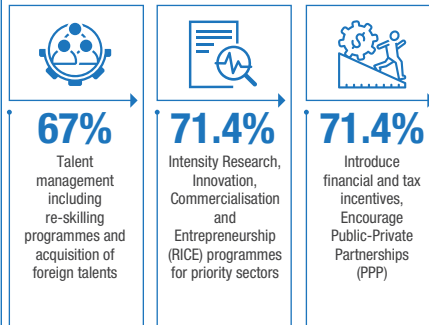 67%
Talent
management
including
re-skilling
programmes and
acquisition of
foreign talents
71.4%
Intensity Research,
Innovation,
Commercialisation
and
Entrepreneurship
(RICE) programmes
for priority sectors
71.4%
Introduce
financial and tax
incentives,
Encourage
Public-Private
Partnerships
(PPP)